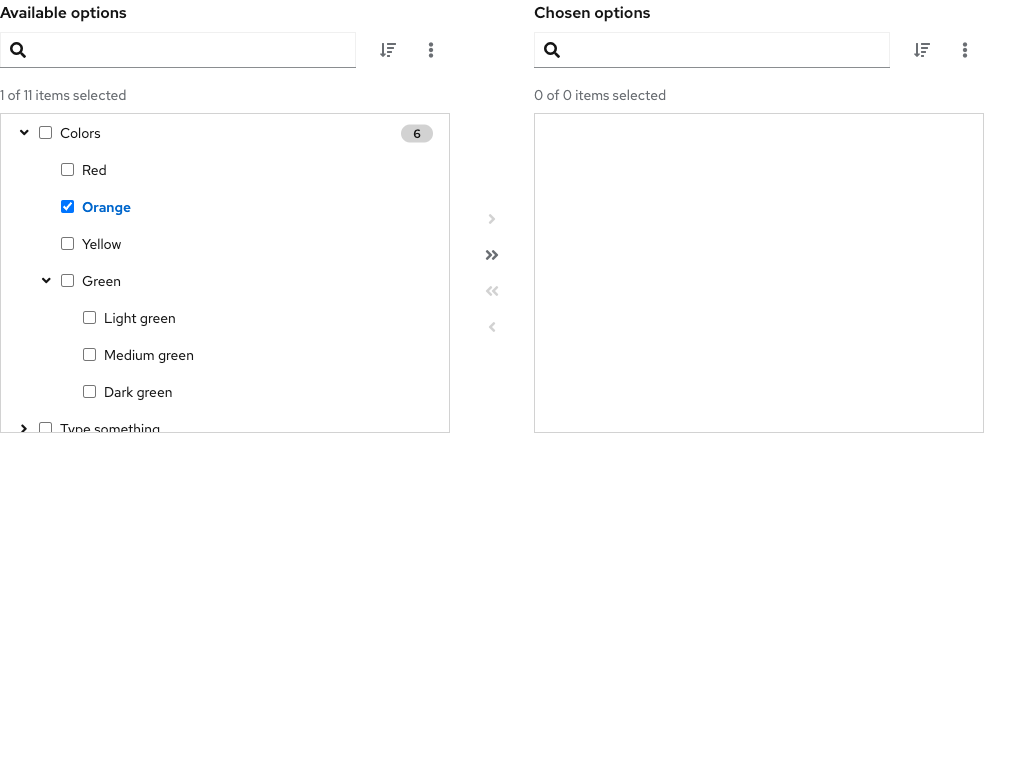 Available options
Chosen options
1 of 11 items selected
0 of 0 items selected
Colors
6
Red
Orange
Yellow
Green
Light green
Medium green
Dark green
Type something